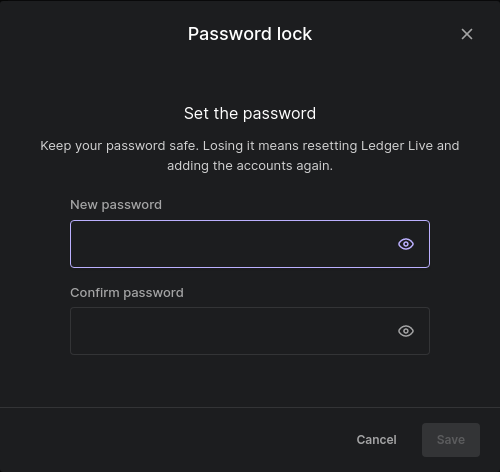 Password lock
Set the password
Keep your password safe. Losing it means resetting Ledger Live and
adding the accounts again.
New password
Confirm password
Cancel
Save